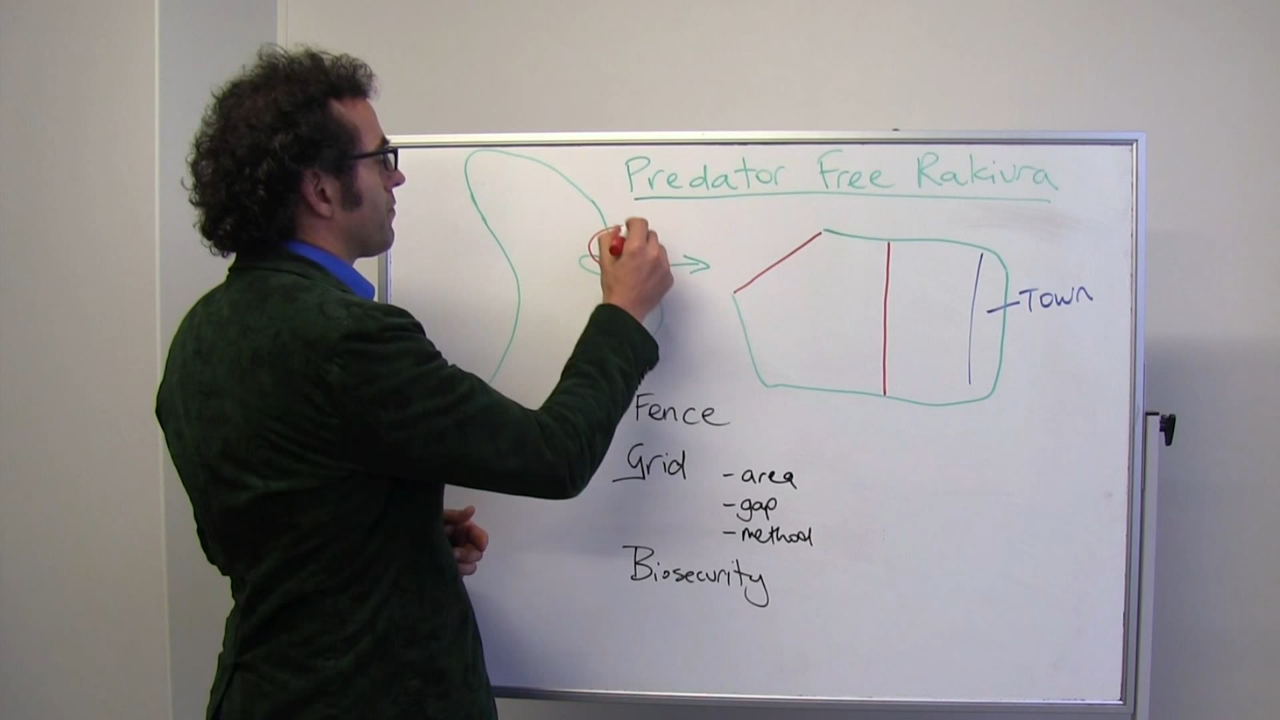 Predator Free Rakiura
Town
Fence
Grid
- area
- gap
- method
Biosecurity